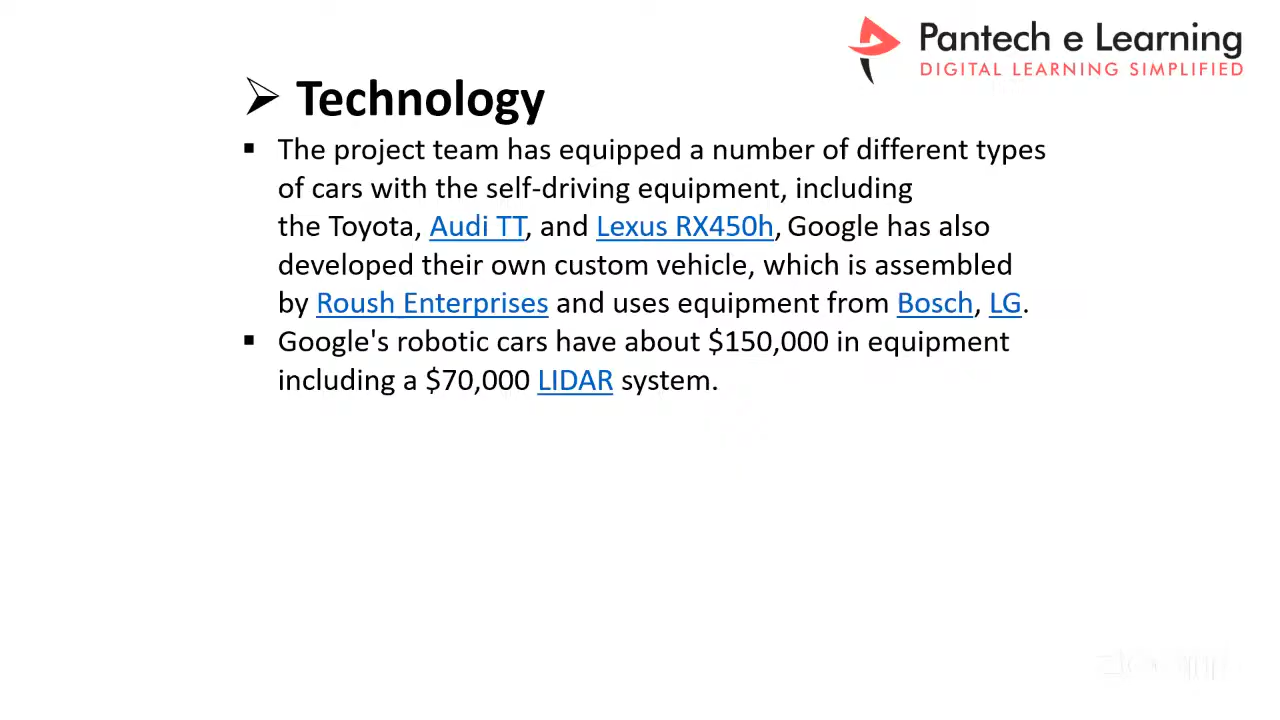 Pantech e Learning
DIGITAL LEARNING SIMPLIFIED
➢ Technology
▪ The project team has equipped a number of different types
of cars with the self-driving equipment, including
the Toyota, Audi TT, and Lexus RX450h, Google has also
developed their own custom vehicle, which is assembled
by Roush Enterprises and uses equipment from Bosch, LG.
▪ Google's robotic cars have about $150,000 in equipment
including a $70,000 LIDAR system.